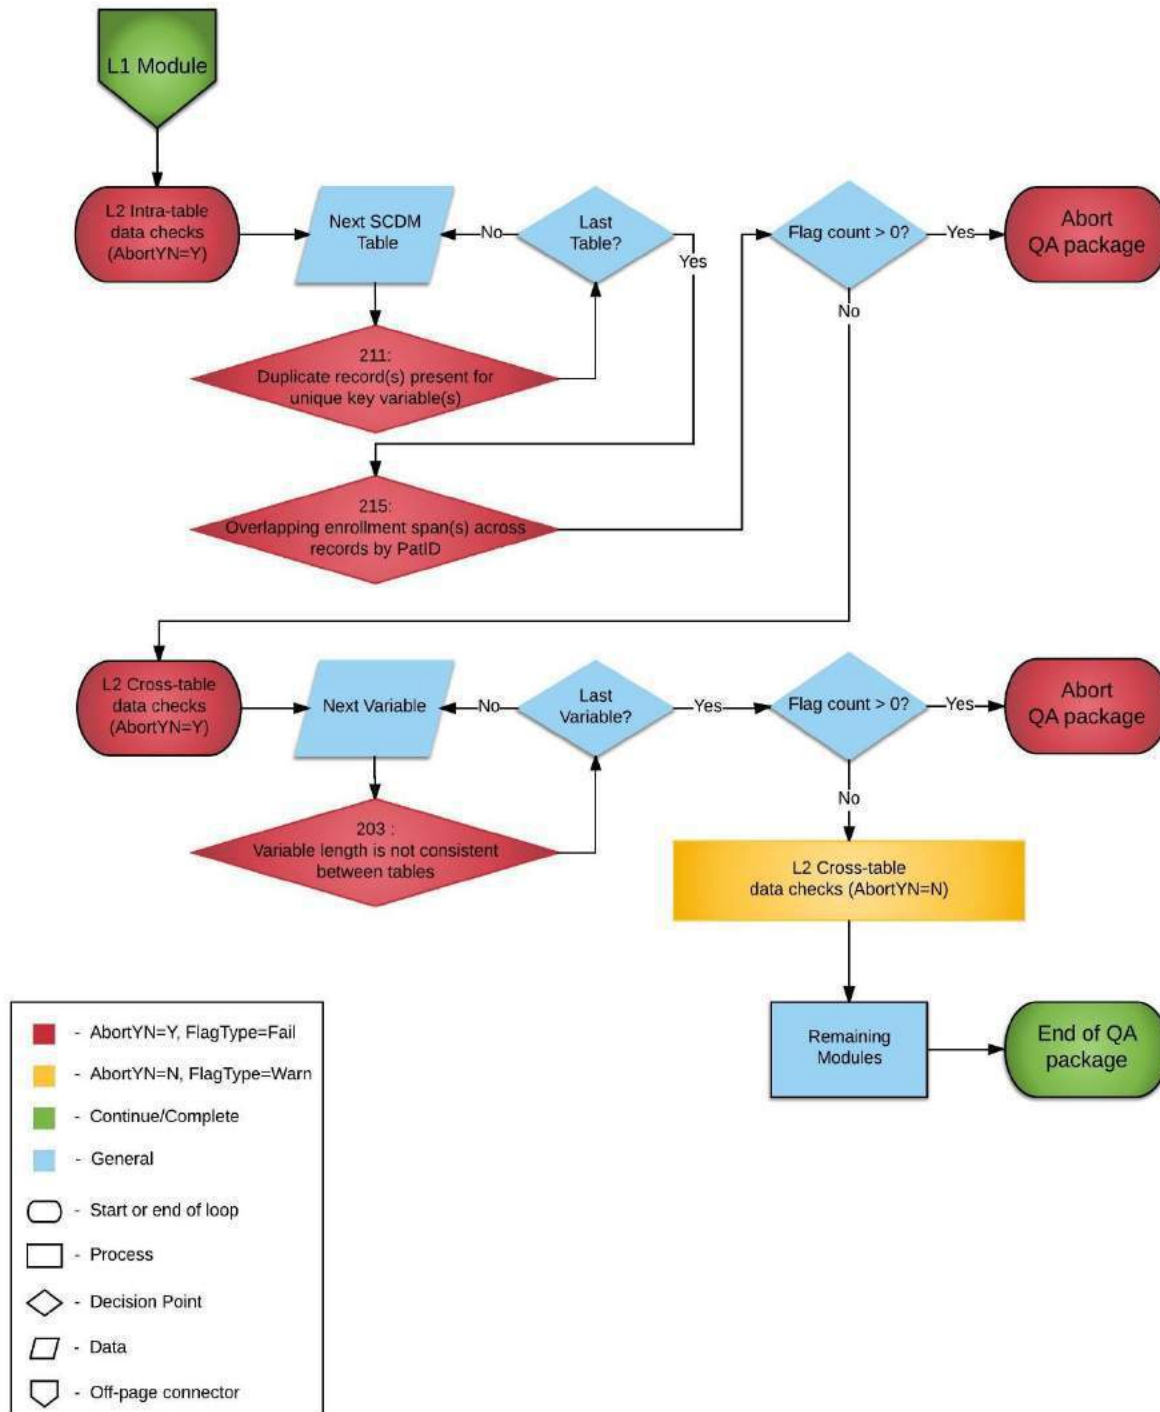 L1 Module
L2 Intra-table
data checks
(AbortYN=Y)
Next SCDM
Table
No
Last
Table?
Yes
Flag count > 0?
Yes
Abort
QA package
No
211:
Duplicate record(s) present for
unique key variable(s)
215:
Overlapping enrollment span(s) across
records by PatID
L2 Cross-table
data checks
(AbortYN=Y)
Next Variable
No
Last
Variable?
Yes
Flag count > 0?
Yes
Abort
QA package
No
203 :
Variable length is not consistent
between tables
L2 Cross-table
data checks (AbortYN=N)
Remaining
Modules
End of QA
package
- AbortYN=Y, FlagType=Fail
- AbortYN=N, FlagType=Warn
- Continue/Complete
- General
- Start or end of loop
- Process
- Decision Point
- Data
- Off-page connector